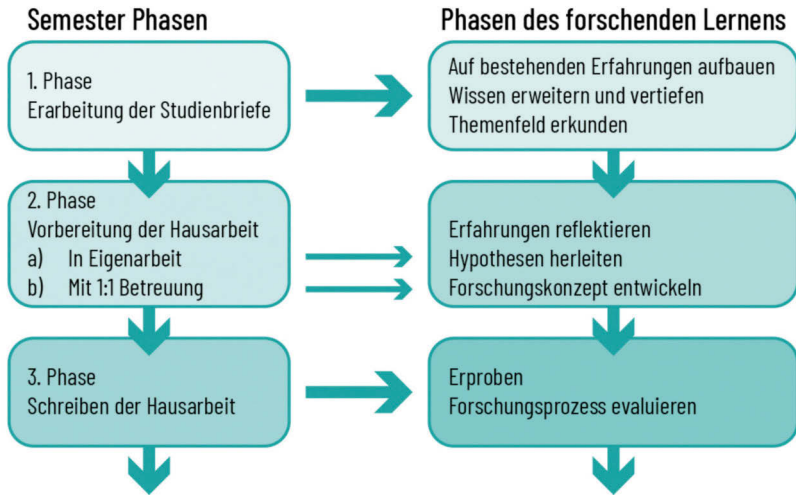 Semester Phasen
1. Phase
Erarbeitung der Studienbriefe
2. Phase
Vorbereitung der Hausarbeit
a) In Eigenarbeit
b) Mit 1:1 Betreuung
3. Phase
Schreiben der Hausarbeit
Phasen des forschenden Lernens
Auf bestehenden Erfahrungen aufbauen
Wissen erweitern und vertiefen
Themenfeld erkunden
Erfahrungen reflektieren
Hypothesen herleiten
Forschungskonzept entwickeln
Erproben
Forschungsprozess evaluieren